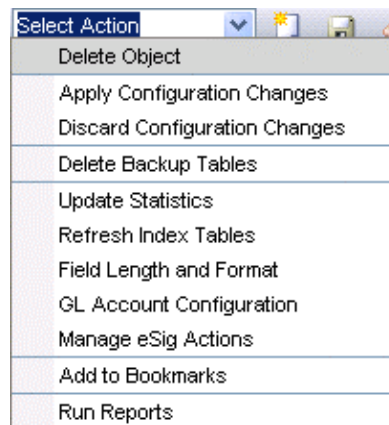 Select Action
Delete Object
Apply Configuration Changes
Discard Configuration Changes
Delete Backup Tables
Update Statistics
Refresh Index Tables
Field Length and Format
GL Account Configuration
Manage eSig Actions
Add to Bookmarks
Run Reports